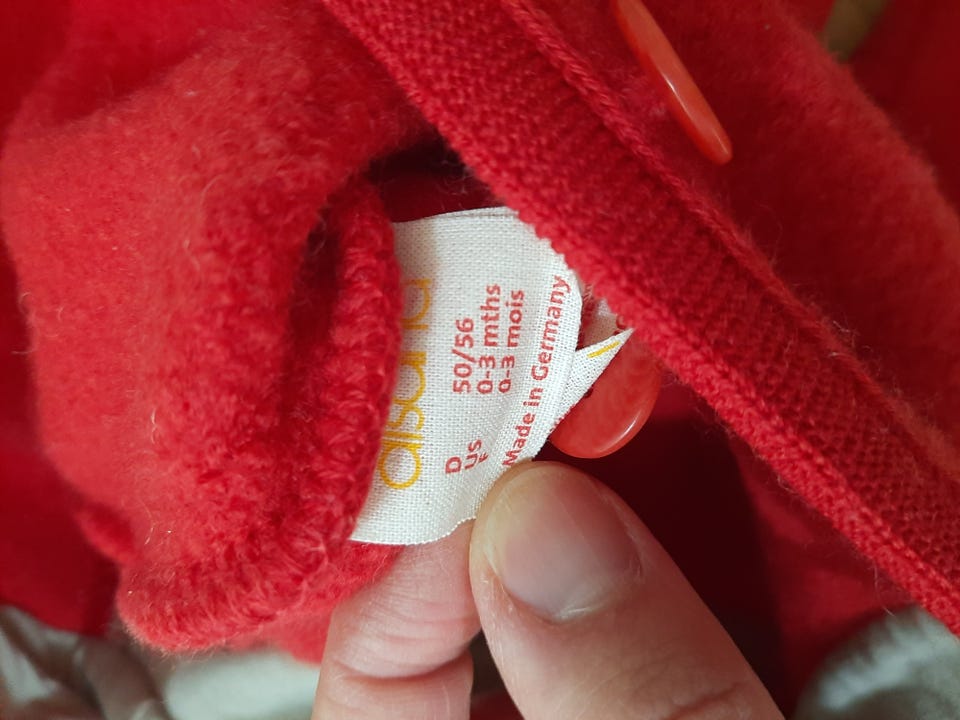 disana
D 50/56
US 0-3 mths
F 0-3 mois
Made in Germany